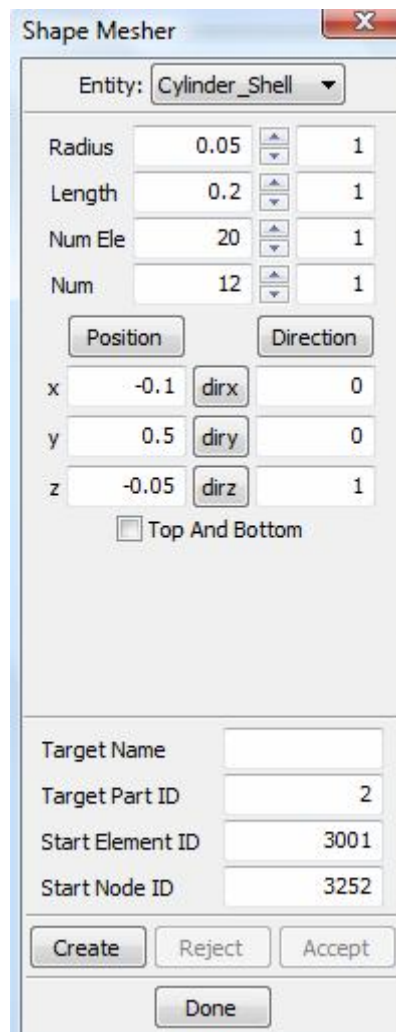 Shape Mesher
Entity: Cylinder_Shell
Radius 0.05 1
Length 0.2 1
Num Ele 20 1
Num 12 1
Position Direction
x -0.1 dirx 0
y 0.5 diry 0
z -0.05 dirz 1
Top And Bottom
Target Name
Target Part ID 2
Start Element ID 3001
Start Node ID 3252
Create Reject Accept
Done